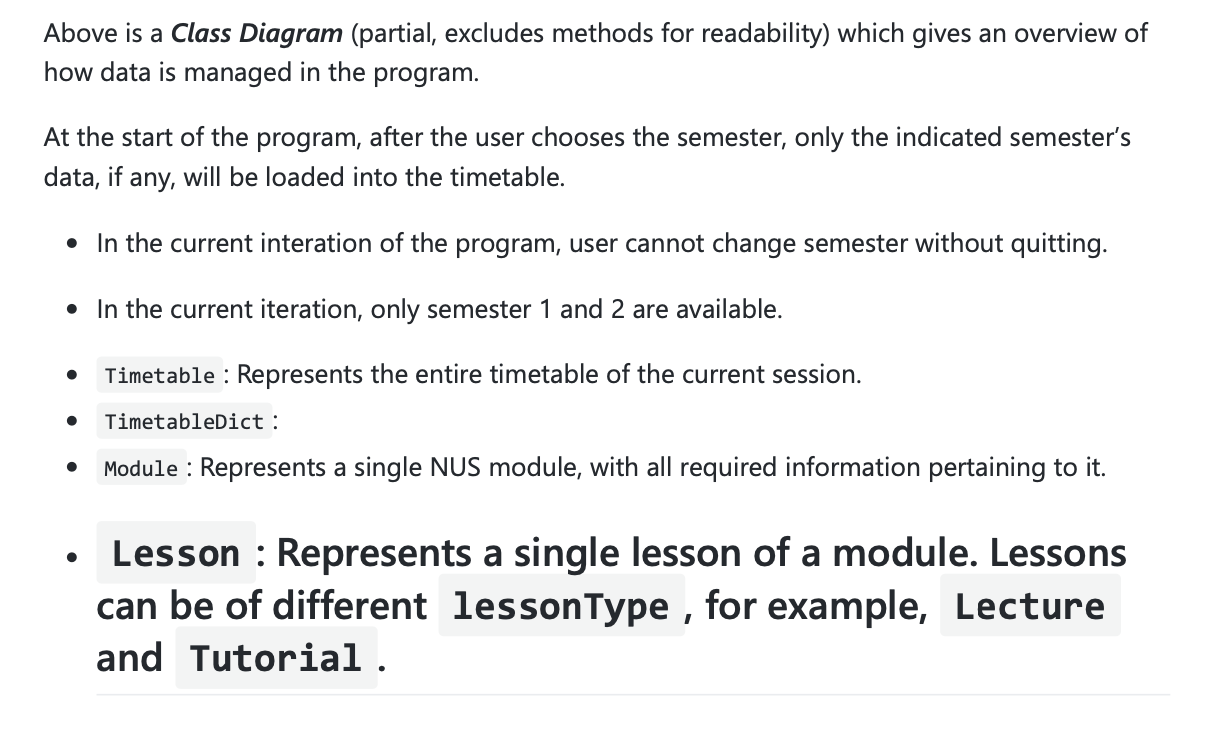 Above is a Class Diagram (partial, excludes methods for readability) which gives an overview of
how data is managed in the program.
At the start of the program, after the user chooses the semester, only the indicated semester’s
data, if any, will be loaded into the timetable.
• In the current interation of the program, user cannot change semester without quitting.
• In the current iteration, only semester 1 and 2 are available.
• Timetable : Represents the entire timetable of the current session.
• TimetableDict :
• Module : Represents a single NUS module, with all required information pertaining to it.
• Lesson : Represents a single lesson of a module. Lessons
can be of different lessonType , for example, Lecture
and Tutorial .